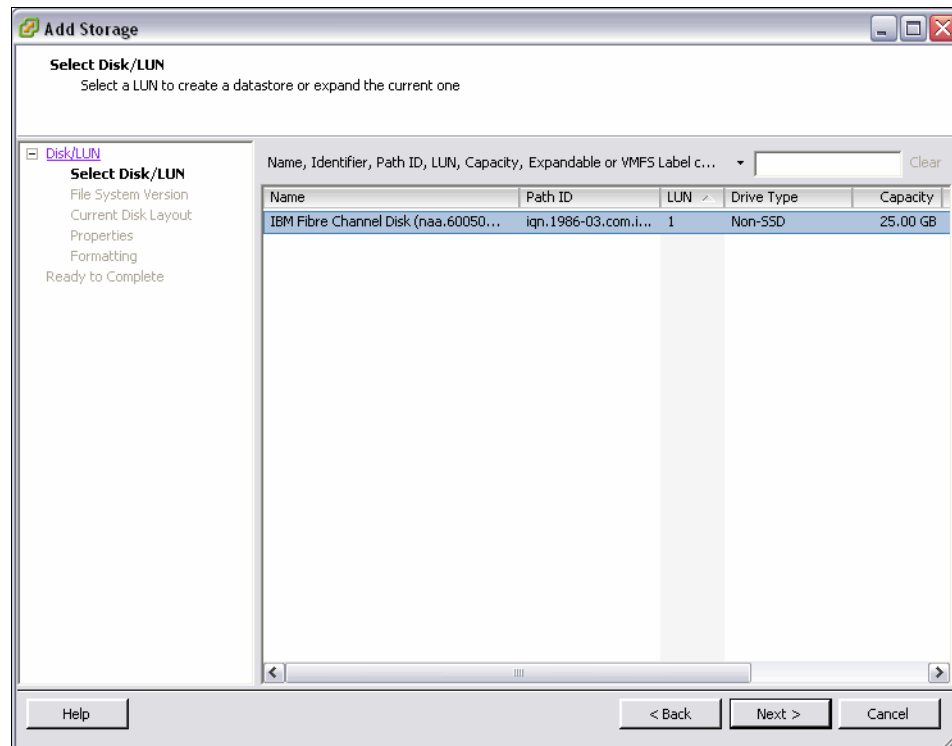 Add Storage
Select Disk/LUN
Select a LUN to create a datastore or expand the current one
Disk/LUN
Select Disk/LUN
File System Version
Current Disk Layout
Properties
Formatting
Ready to Complete
Name, Identifier, Path ID, LUN, Capacity, Expandable or VMFS Label c... Clear
Name Path ID LUN Drive Type Capacity
IBM Fibre Channel Disk (naa.60050... iqn.1986-03.com.i... 1 Non-SSD 25.00 GB
Help < Back Next > Cancel